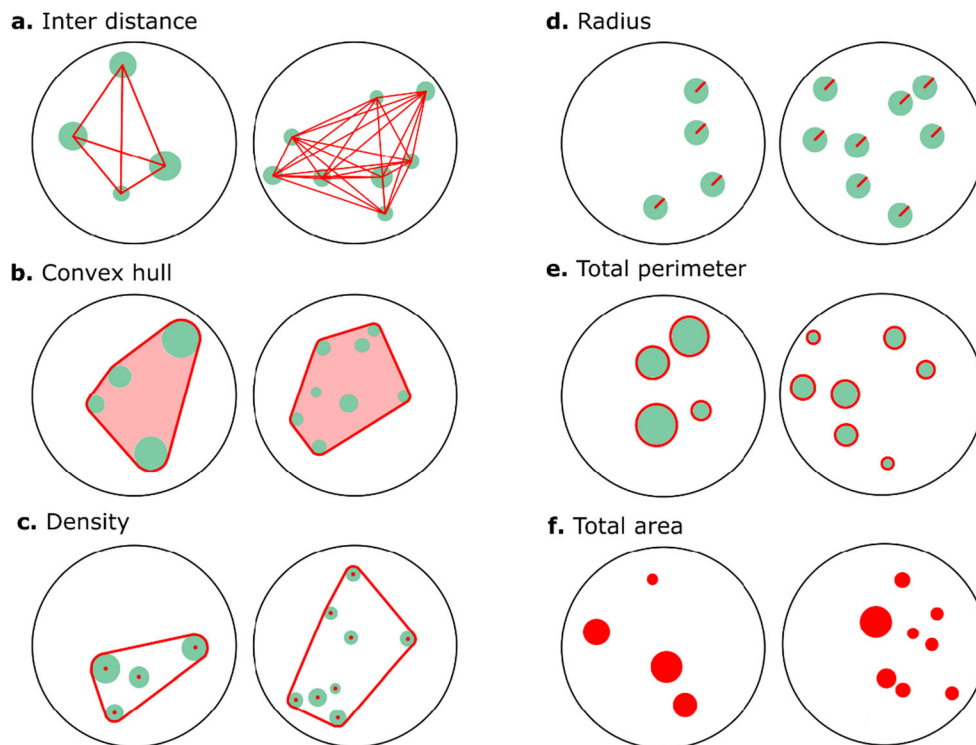 a. Inter distance
b. Convex hull
c. Density
d. Radius
e. Total perimeter
f. Total area